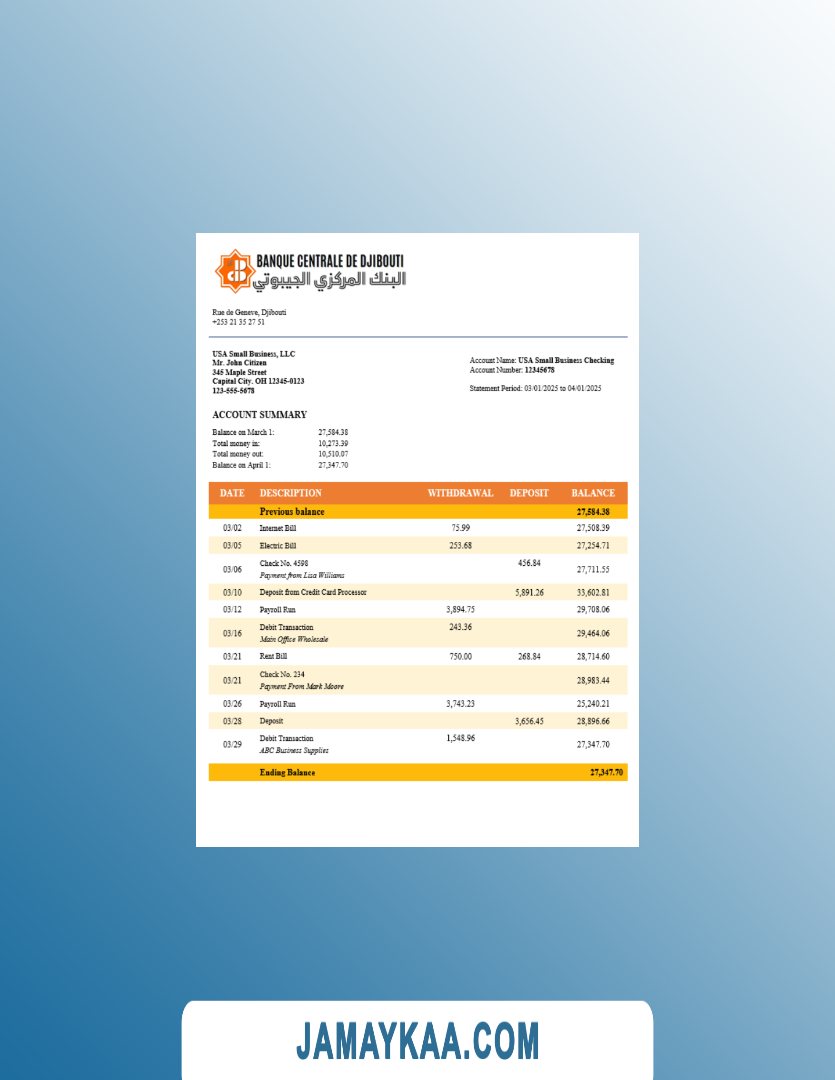 BANQUE CENTRALE DE DJIBOUTI
البنك المركزي الجيبوتي
Rue de Geneve, Djibouti
+253 21 35 27 51
USA Small Business, LLC
Mr. John Citizen
345 Maple Street
Capital City. OH 12345-0123
123-555-5678
Account Name: USA Small Business Checking
Account Number: 12345678
Statement Period: 03/01/2025 to 04/01/2025
ACCOUNT SUMMARY
Balance on March 1: 27,584.38
Total money in: 10,273.39
Total money out: 10,510.07
Balance on April 1: 27,347.70
DATE DESCRIPTION WITHDRAWAL DEPOSIT BALANCE
Previous balance 27,584.38
03/02 Internet Bill 75.99 27,508.39
03/05 Electric Bill 253.68 27,254.71
03/06 Check No. 4598 456.84 27,711.55
Payment from Lisa Williams
03/10 Deposit from Credit Card Processor 5,891.26 33,602.81
03/12 Payroll Run 3,894.75 29,708.06
03/16 Debit Transaction 243.36 29,464.06
Main Office Wholesale
03/21 Rent Bill 750.00 268.84 28,714.60
03/21 Check No. 234 28,983.44
Payment From Mark Moore
03/26 Payroll Run 3,743.23 25,240.21
03/28 Deposit 3,656.45 28,896.66
03/29 Debit Transaction 1,548.96 27,347.70
ABC Business Supplies
Ending Balance 27,347.70
JAMAYKAA.COM